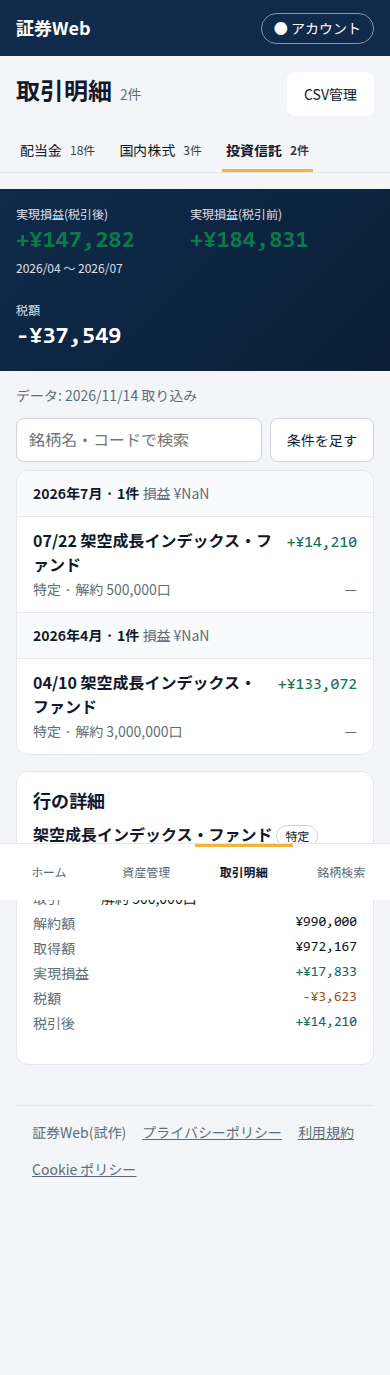 証券Web
アカウント
取引明細 2件
CSV管理
配当金 18件 国内株式 3件 投資信託 2件
実現損益(税引後) 実現損益(税引前)
+¥147,282 +¥184,831
2026/04 〜 2026/07
税額
-¥37,549
データ: 2026/11/14 取り込み
銘柄名・コードで検索
条件を足す
2026年7月・1件 損益 ¥NaN
07/22 架空成長インデックス・フ +¥14,210
ァンド
特定・解約 500,000口 —
2026年4月・1件 損益 ¥NaN
04/10 架空成長インデックス・ +¥133,072
ファンド
特定・解約 3,000,000口 —
行の詳細
架空成長インデックス・ファンド 特定
ホーム 資産管理 取引明細 銘柄検索
取引 解約 500,000口
解約額 ¥990,000
取得額 ¥972,167
実現損益 +¥17,833
税額 -¥3,623
税引後 +¥14,210
証券Web(試作) プライバシーポリシー 利用規約
Cookie ポリシー